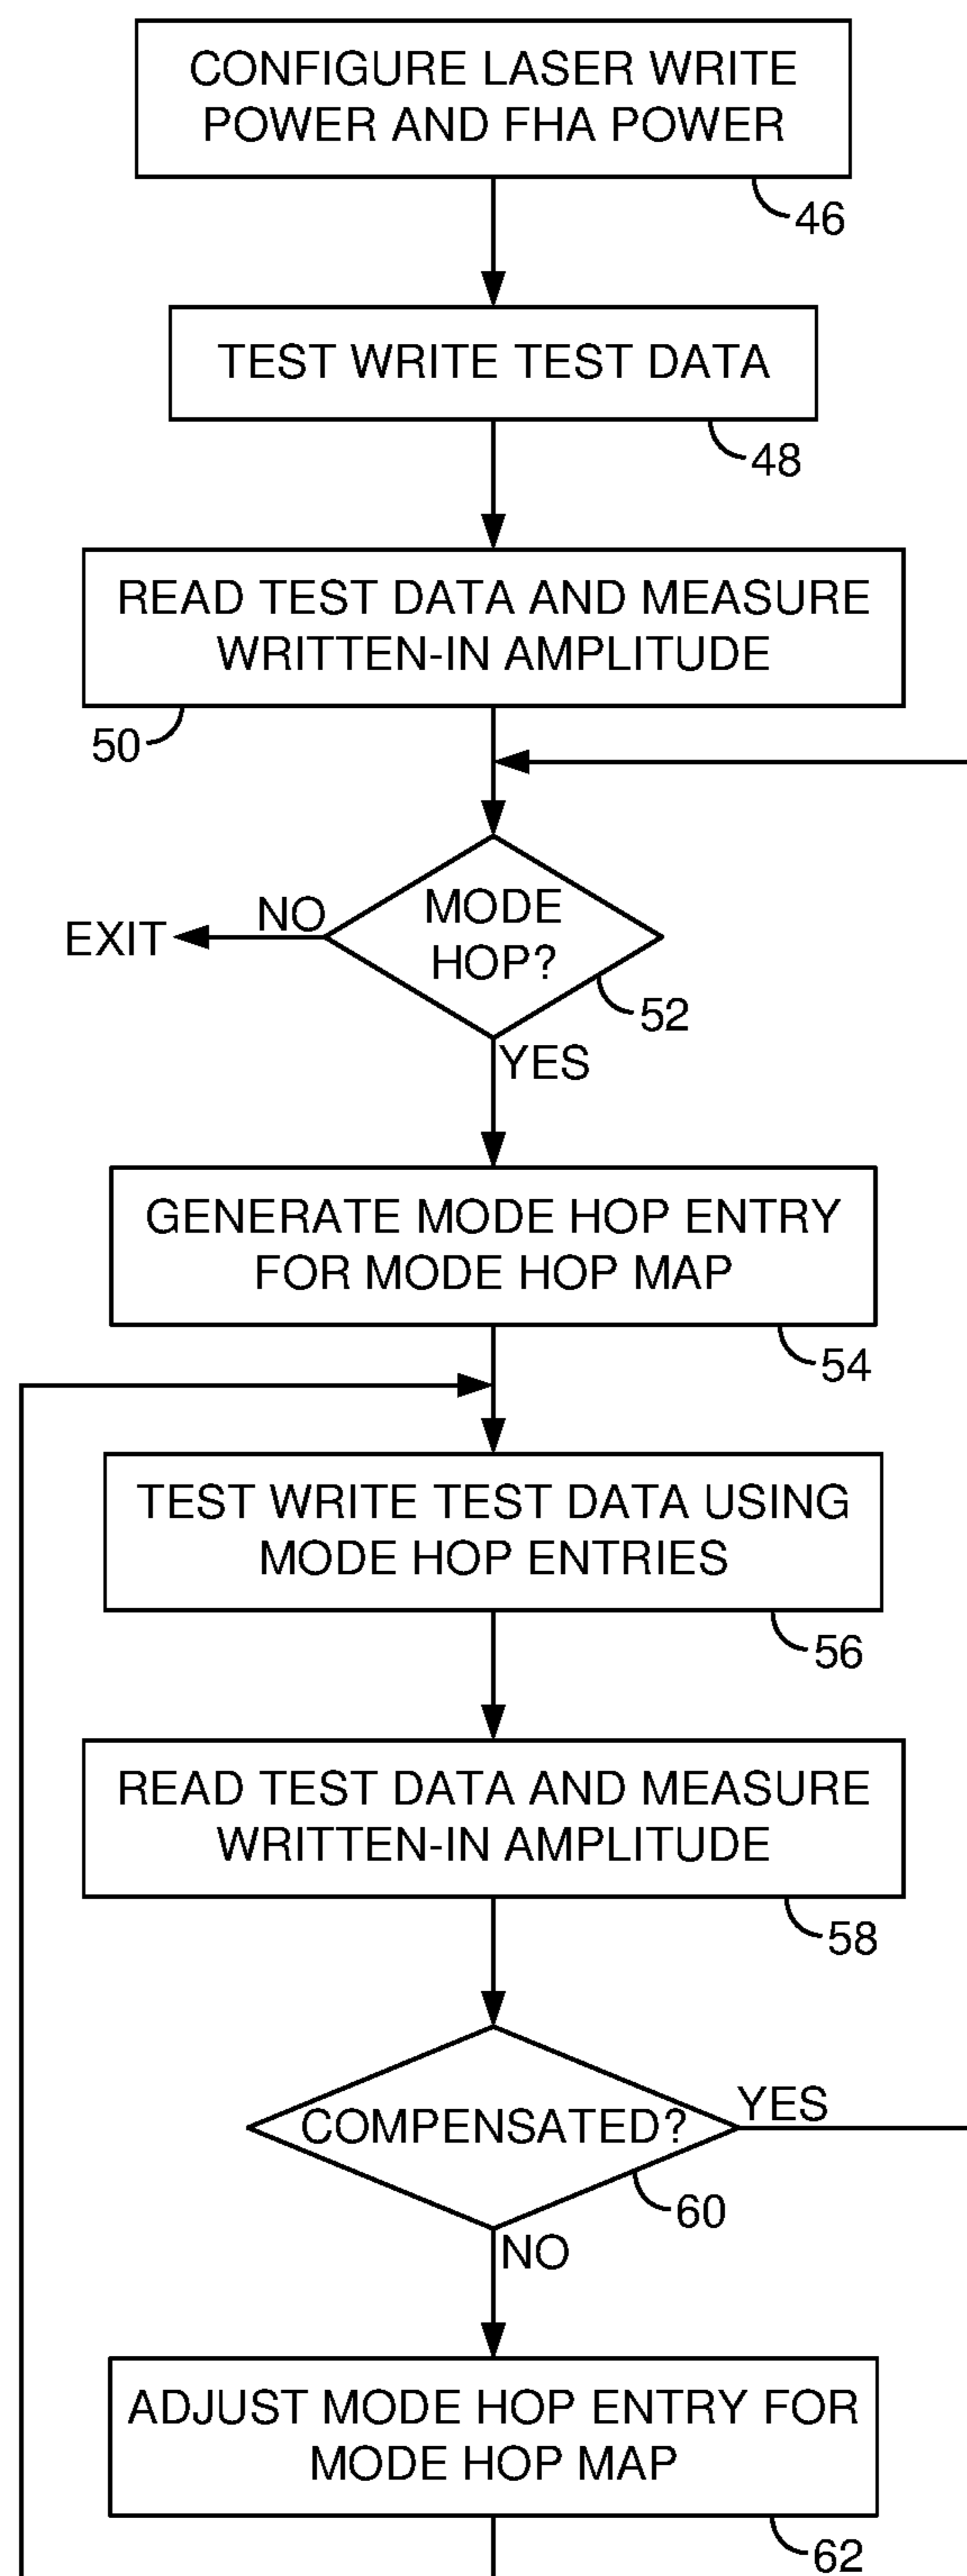 CONFIGURE LASER WRITE
POWER AND FHA POWER
46
TEST WRITE TEST DATA
48
READ TEST DATA AND MEASURE
WRITTEN-IN AMPLITUDE
50
MODE
HOP?
NO
EXIT
52
YES
GENERATE MODE HOP ENTRY
FOR MODE HOP MAP
54
TEST WRITE TEST DATA USING
MODE HOP ENTRIES
56
READ TEST DATA AND MEASURE
WRITTEN-IN AMPLITUDE
58
COMPENSATED?
YES
60
NO
ADJUST MODE HOP ENTRY FOR
MODE HOP MAP
62